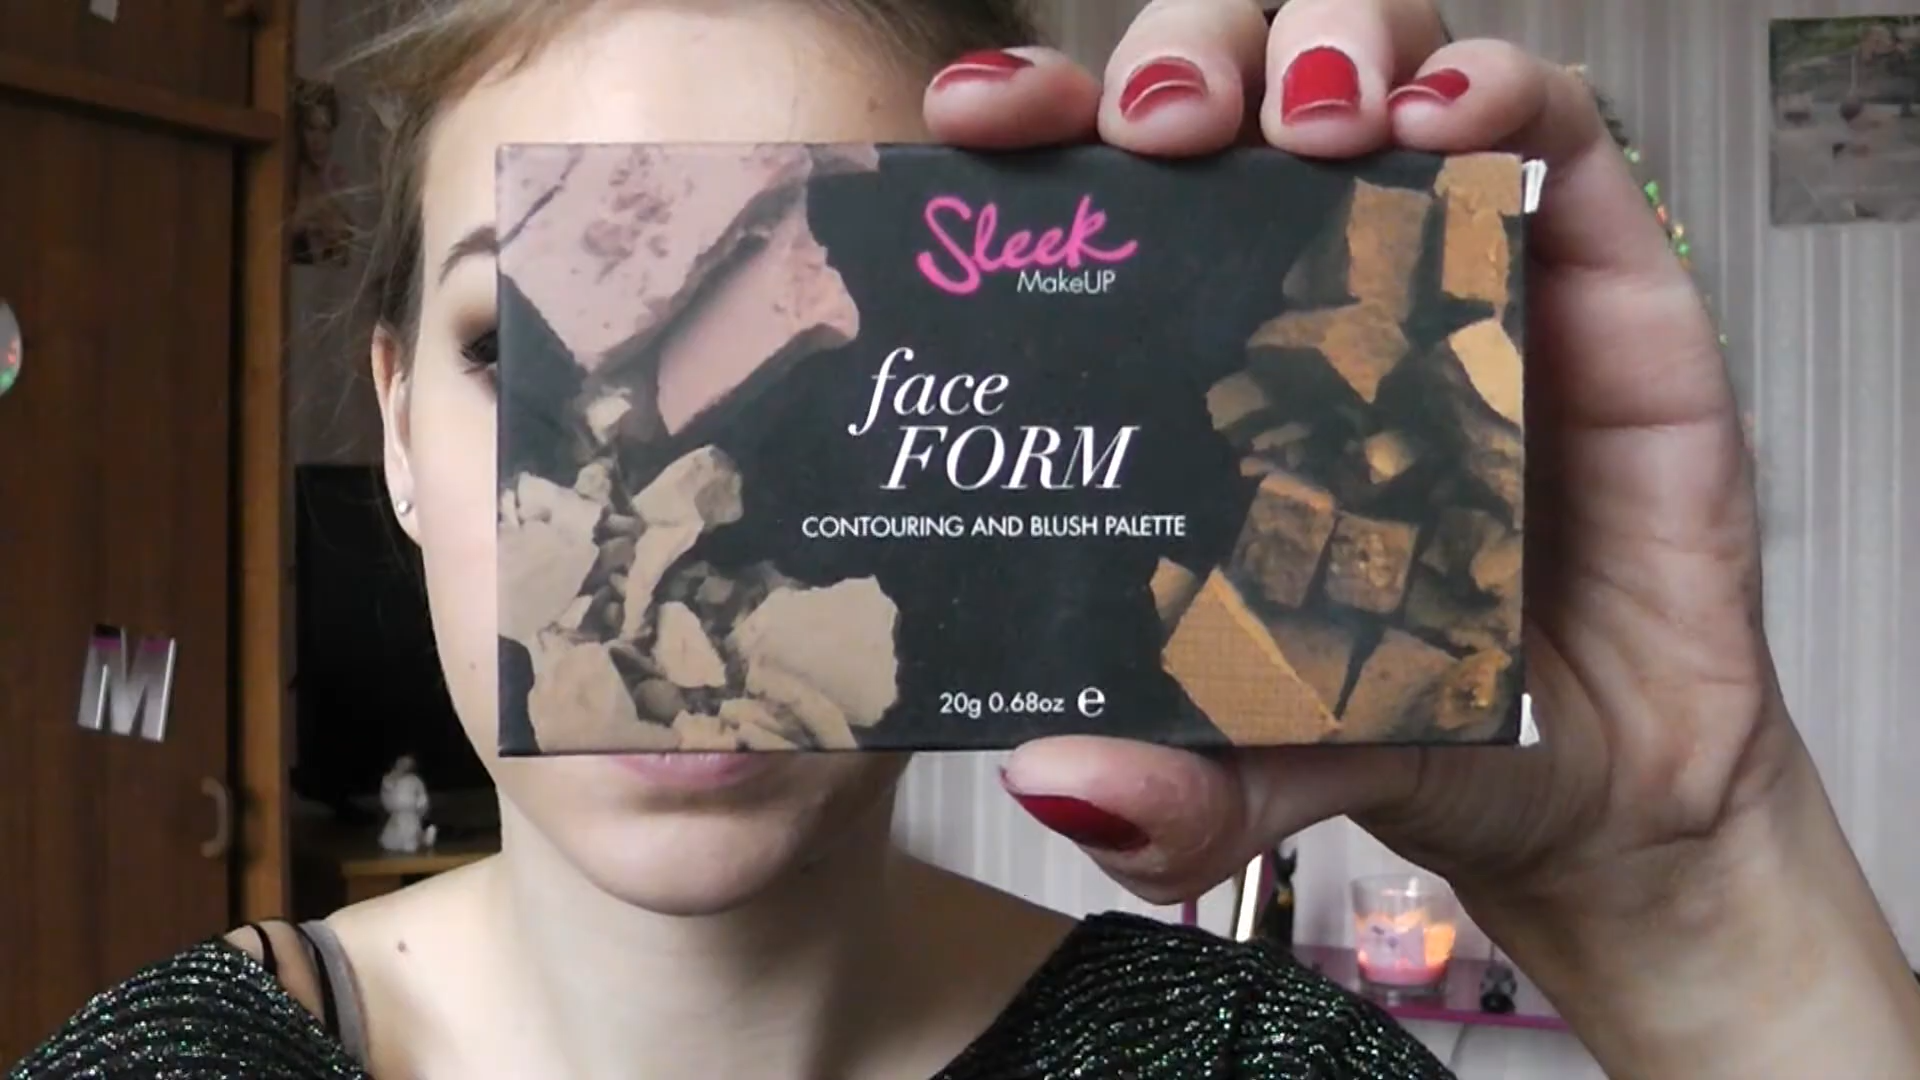 Sleek
MakeUP
face
FORM
CONTOURING AND BLUSH PALETTE
20g 0.68oz e
M